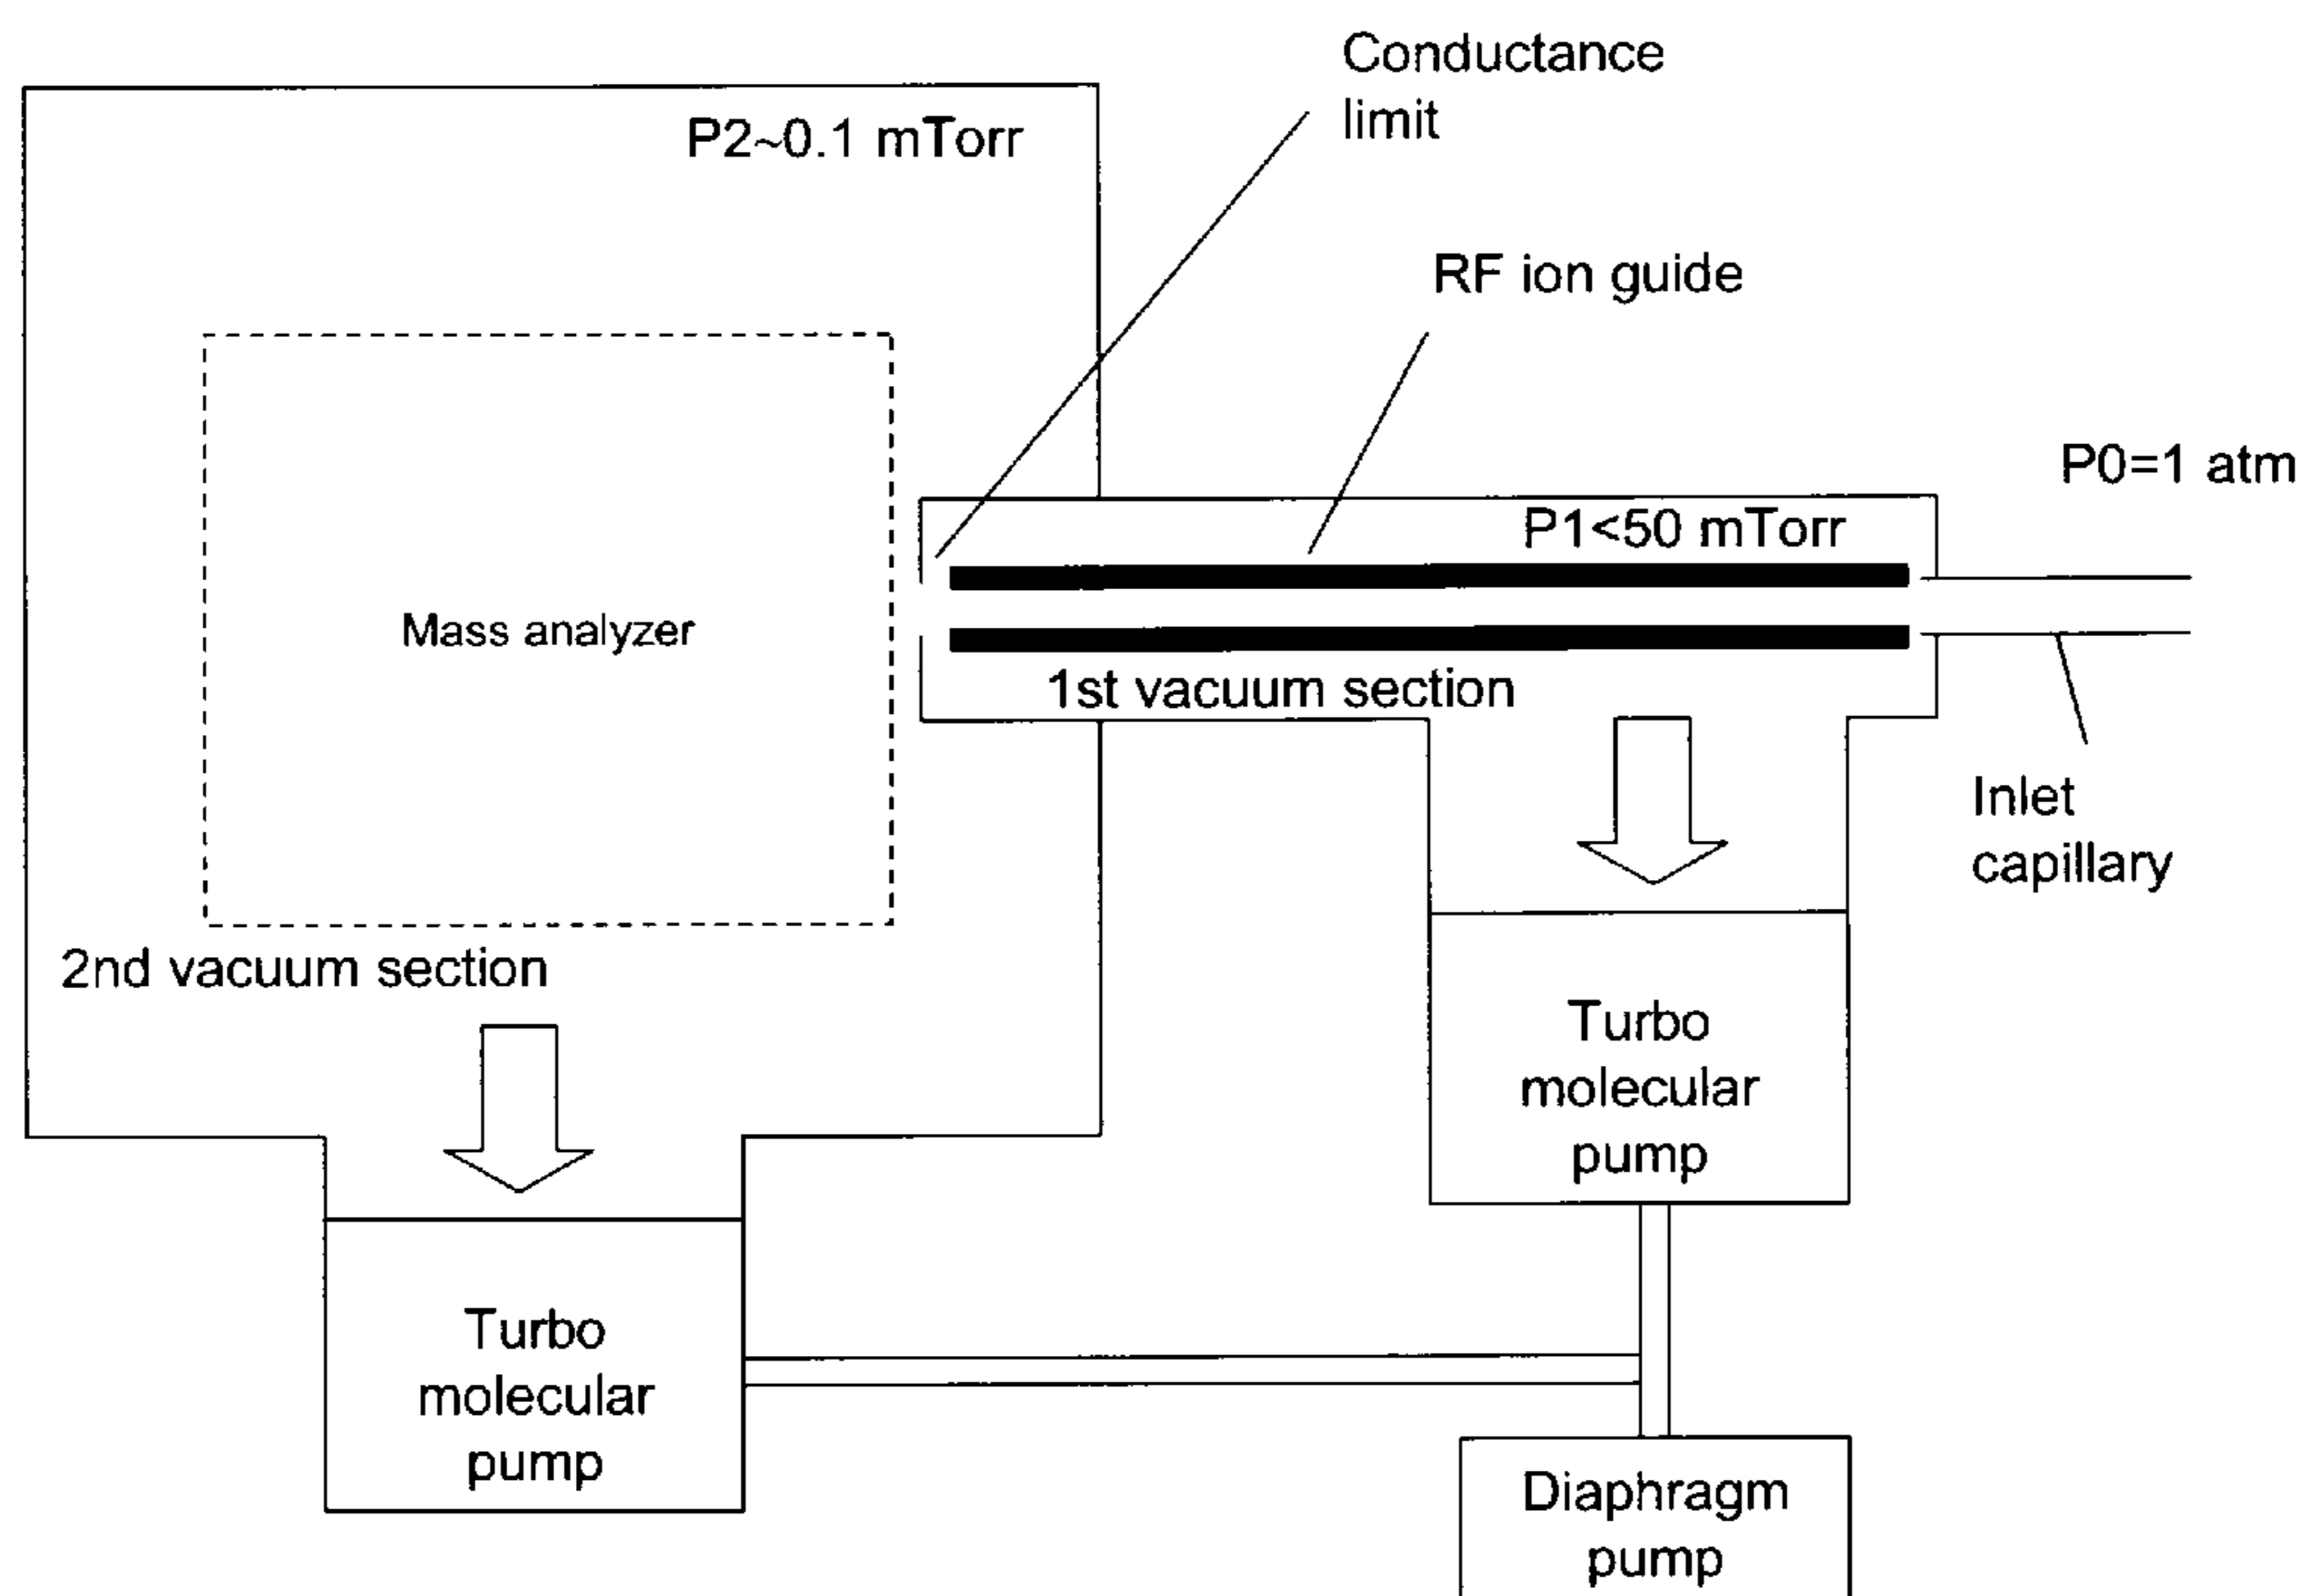 Conductance
limit
P2~0.1 mTorr
RF ion guide
P0=1 atm
P1<50 mTorr
Mass analyzer
1st vacuum section
Inlet
capillary
2nd vacuum section
Turbo
molecular
pump
Turbo
molecular
pump
Diaphragm
pump